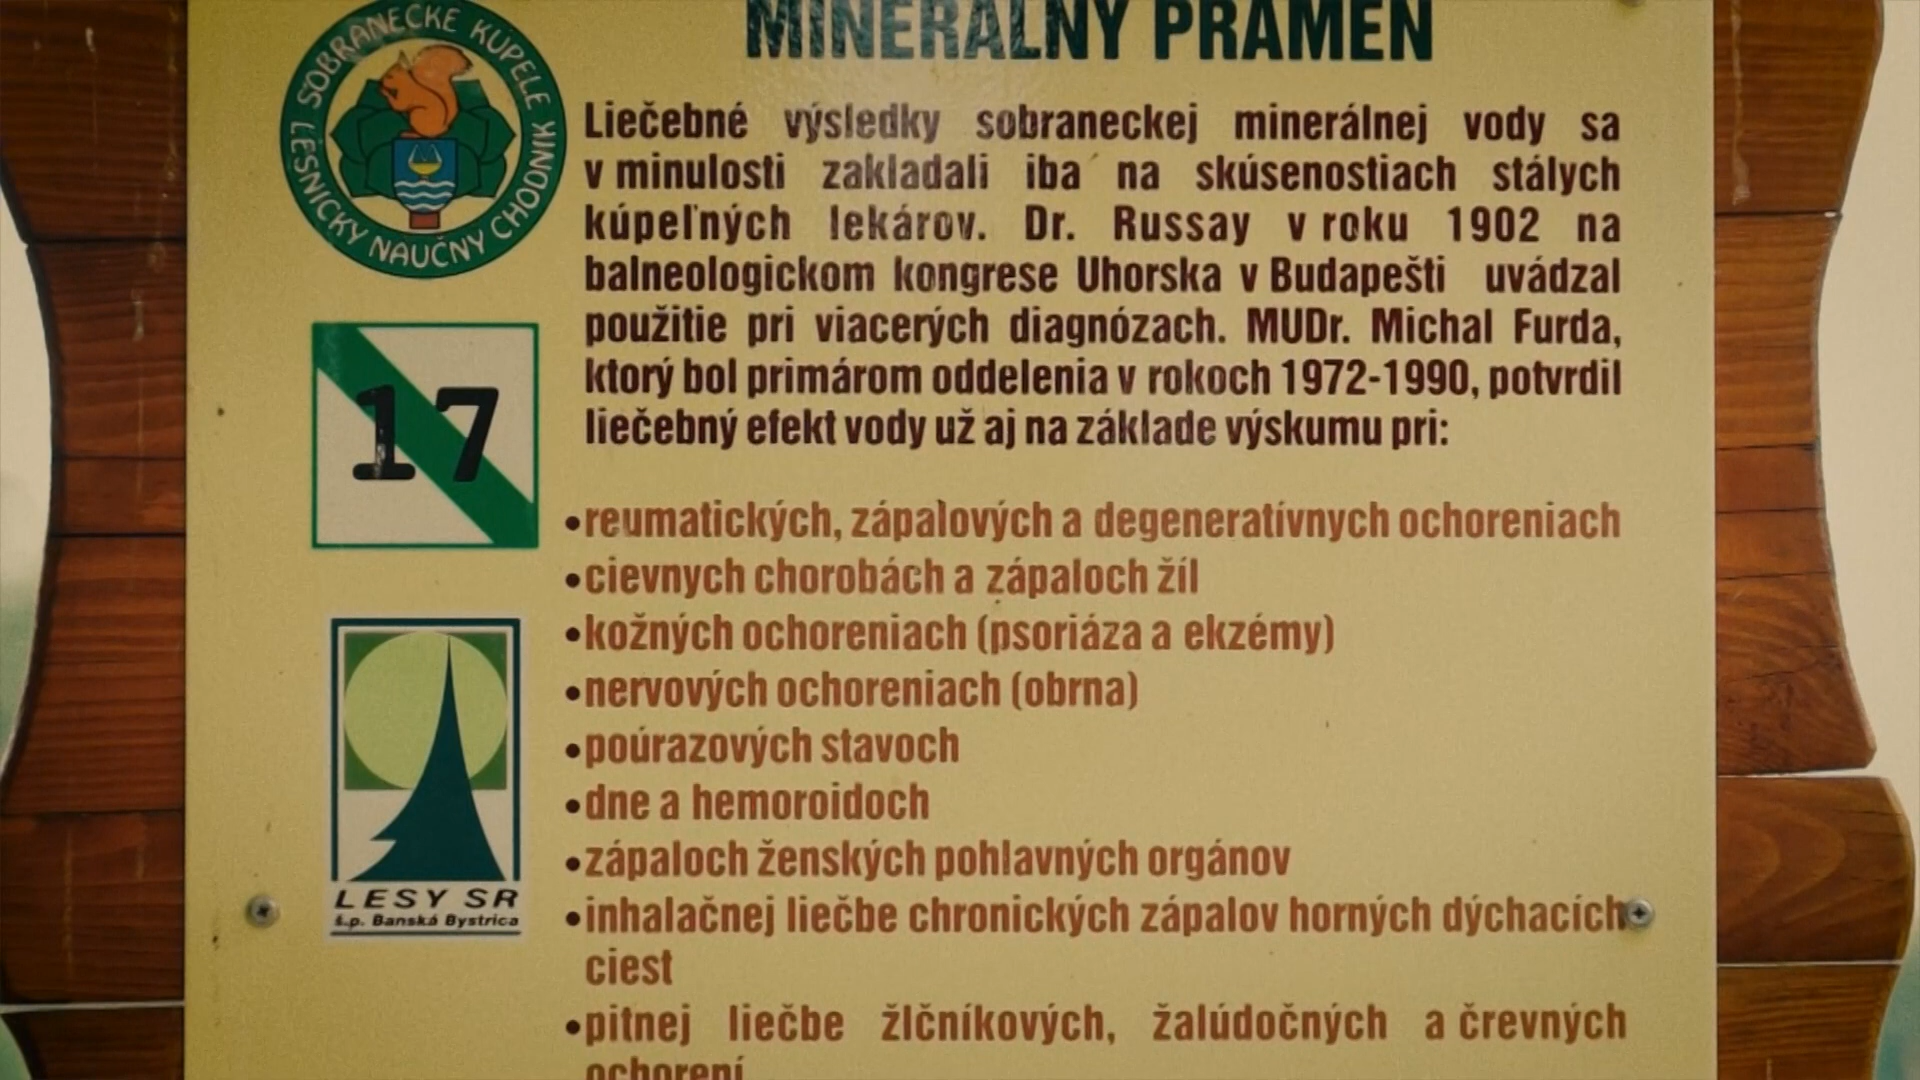 MINERÁLNY PRAMEŇ
SOBRANECKÉ KÚPELE
LESNÍCKY NAUČNÝ CHODNÍK
Liečebné výsledky sobraneckej minerálnej vody sa
v minulosti zakladali iba na skúsenostiach stálych
kúpeľných lekárov. Dr. Russay v roku 1902 na
balneologickom kongrese Uhorska v Budapešti uvádzal
použitie pri viacerých diagnózach. MUDr. Michal Furda,
ktorý bol primárom oddelenia v rokoch 1972-1990, potvrdil
liečebný efekt vody už aj na základe výskumu pri:
17
•reumatických, zápalových a degeneratívnych ochoreniach
•cievnych chorobách a zápaloch žíl
•kožných ochoreniach (psoriáza a ekzémy)
•nervových ochoreniach (obrna)
•poúrazových stavoch
•dne a hemoroidoch
•zápaloch ženských pohlavných orgánov
LESY SR
š.p. Banská Bystrica
•inhalačnej liečbe chronických zápalov horných dýchacích
ciest
•pitnej liečbe žlčníkových, žalúdočných a črevných
ochorení